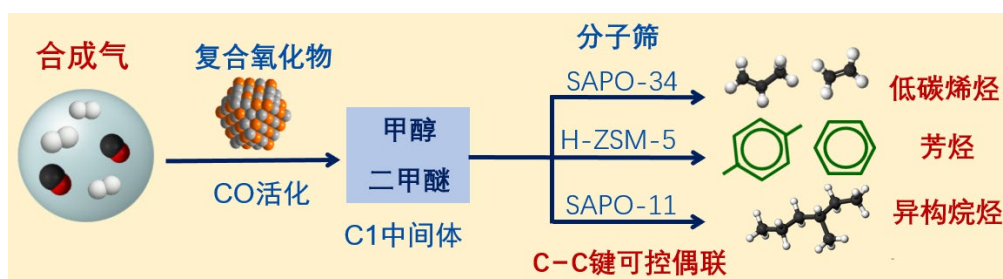 合成气
复合氧化物
CO活化
甲醇
二甲醚
C1中间体
分子筛
SAPO-34
低碳烯烃
H-ZSM-5
芳烃
SAPO-11
异构烷烃
C-C键可控偶联